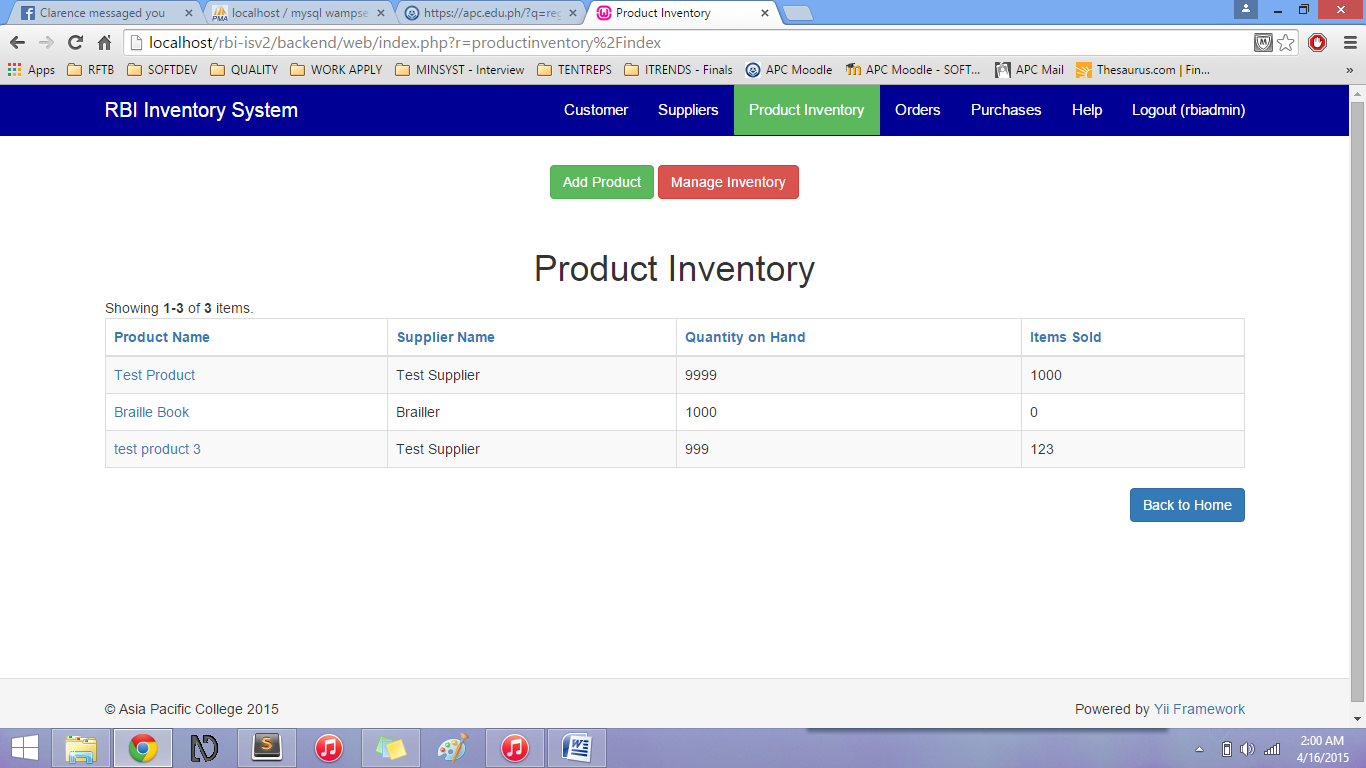 Clarence messaged you
localhost / mysql wampse
https://apc.edu.ph/?q=reg
Product Inventory
localhost/rbi-isv2/backend/web/index.php?r=productinventory%2Findex
Apps RFTB SOFTDEV QUALITY WORK APPLY MINSYST - Interview TENTREPS ITRENDS - Finals APC Moodle APC Moodle - SOFT... APC Mail Thesaurus.com | Fin... »
RBI Inventory System Customer Suppliers Product Inventory Orders Purchases Help Logout (rbiadmin)
Add Product Manage Inventory
Product Inventory
Showing 1-3 of 3 items.
Product Name Supplier Name Quantity on Hand Items Sold
Test Product Test Supplier 9999 1000
Braille Book Brailler 1000 0
test product 3 Test Supplier 999 123
Back to Home
© Asia Pacific College 2015 Powered by Yii Framework
2:00 AM
4/16/2015